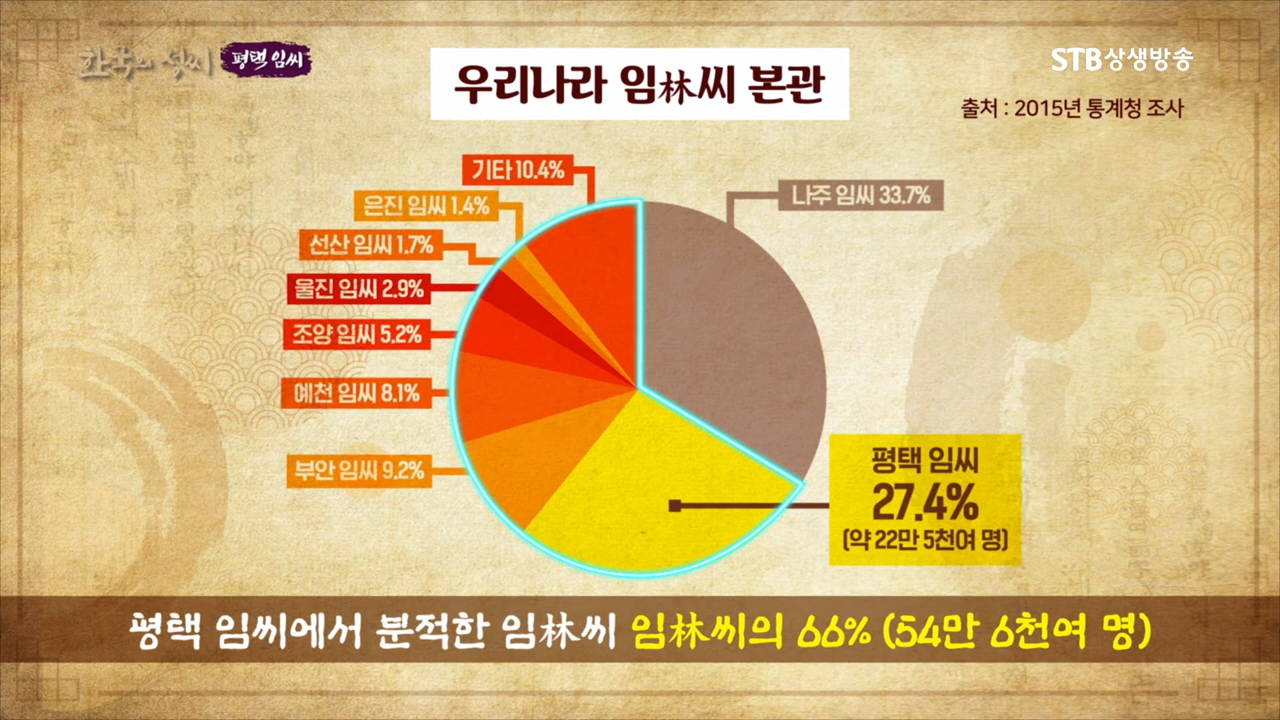 한국의 성씨 평택 임씨
STB상생방송
우리나라 임林씨 본관
출처 : 2015년 통계청 조사
기타 10.4%
은진 임씨 1.4%
선산 임씨 1.7%
울진 임씨 2.9%
조양 임씨 5.2%
예천 임씨 8.1%
부안 임씨 9.2%
나주 임씨 33.7%
평택 임씨
27.4%
(약 22만 5천여 명)
평택 임씨에서 분적한 임林씨 임林씨의 66% (54만 6천여 명)